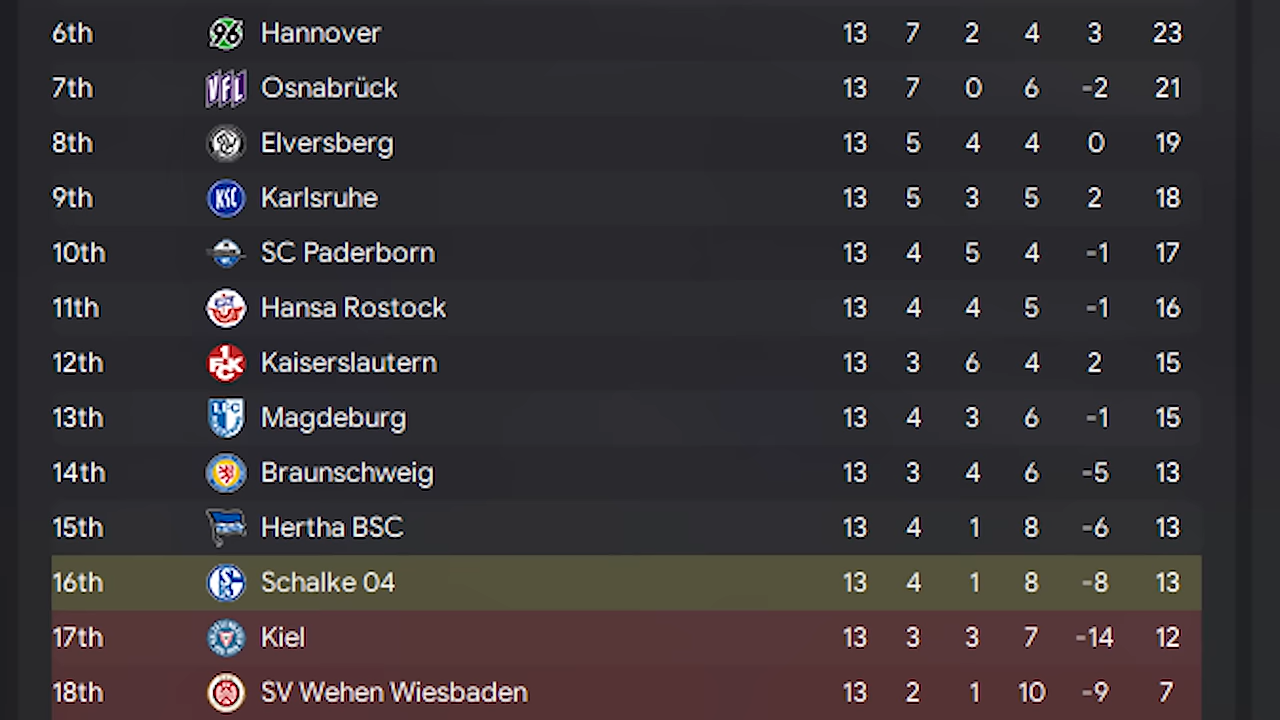 6th Hannover 13 7 2 4 3 23
7th Osnabrück 13 7 0 6 -2 21
8th Elversberg 13 5 4 4 0 19
9th Karlsruhe 13 5 3 5 2 18
10th SC Paderborn 13 4 5 4 -1 17
11th Hansa Rostock 13 4 4 5 -1 16
12th Kaiserslautern 13 3 6 4 2 15
13th Magdeburg 13 4 3 6 -1 15
14th Braunschweig 13 3 4 6 -5 13
15th Hertha BSC 13 4 1 8 -6 13
16th Schalke 04 13 4 1 8 -8 13
17th Kiel 13 3 3 7 -14 12
18th SV Wehen Wiesbaden 13 2 1 10 -9 7